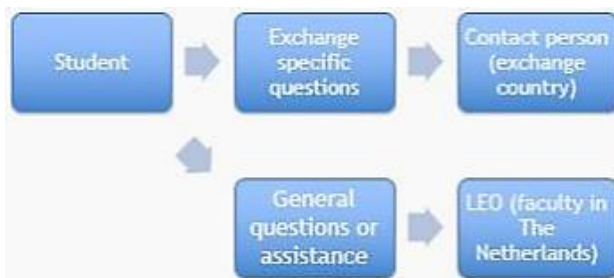 Student
Exchange
specific
questions
Contact person
(exchange
country)
General
questions or
assistance
LEO (faculty in
The
Netherlands)